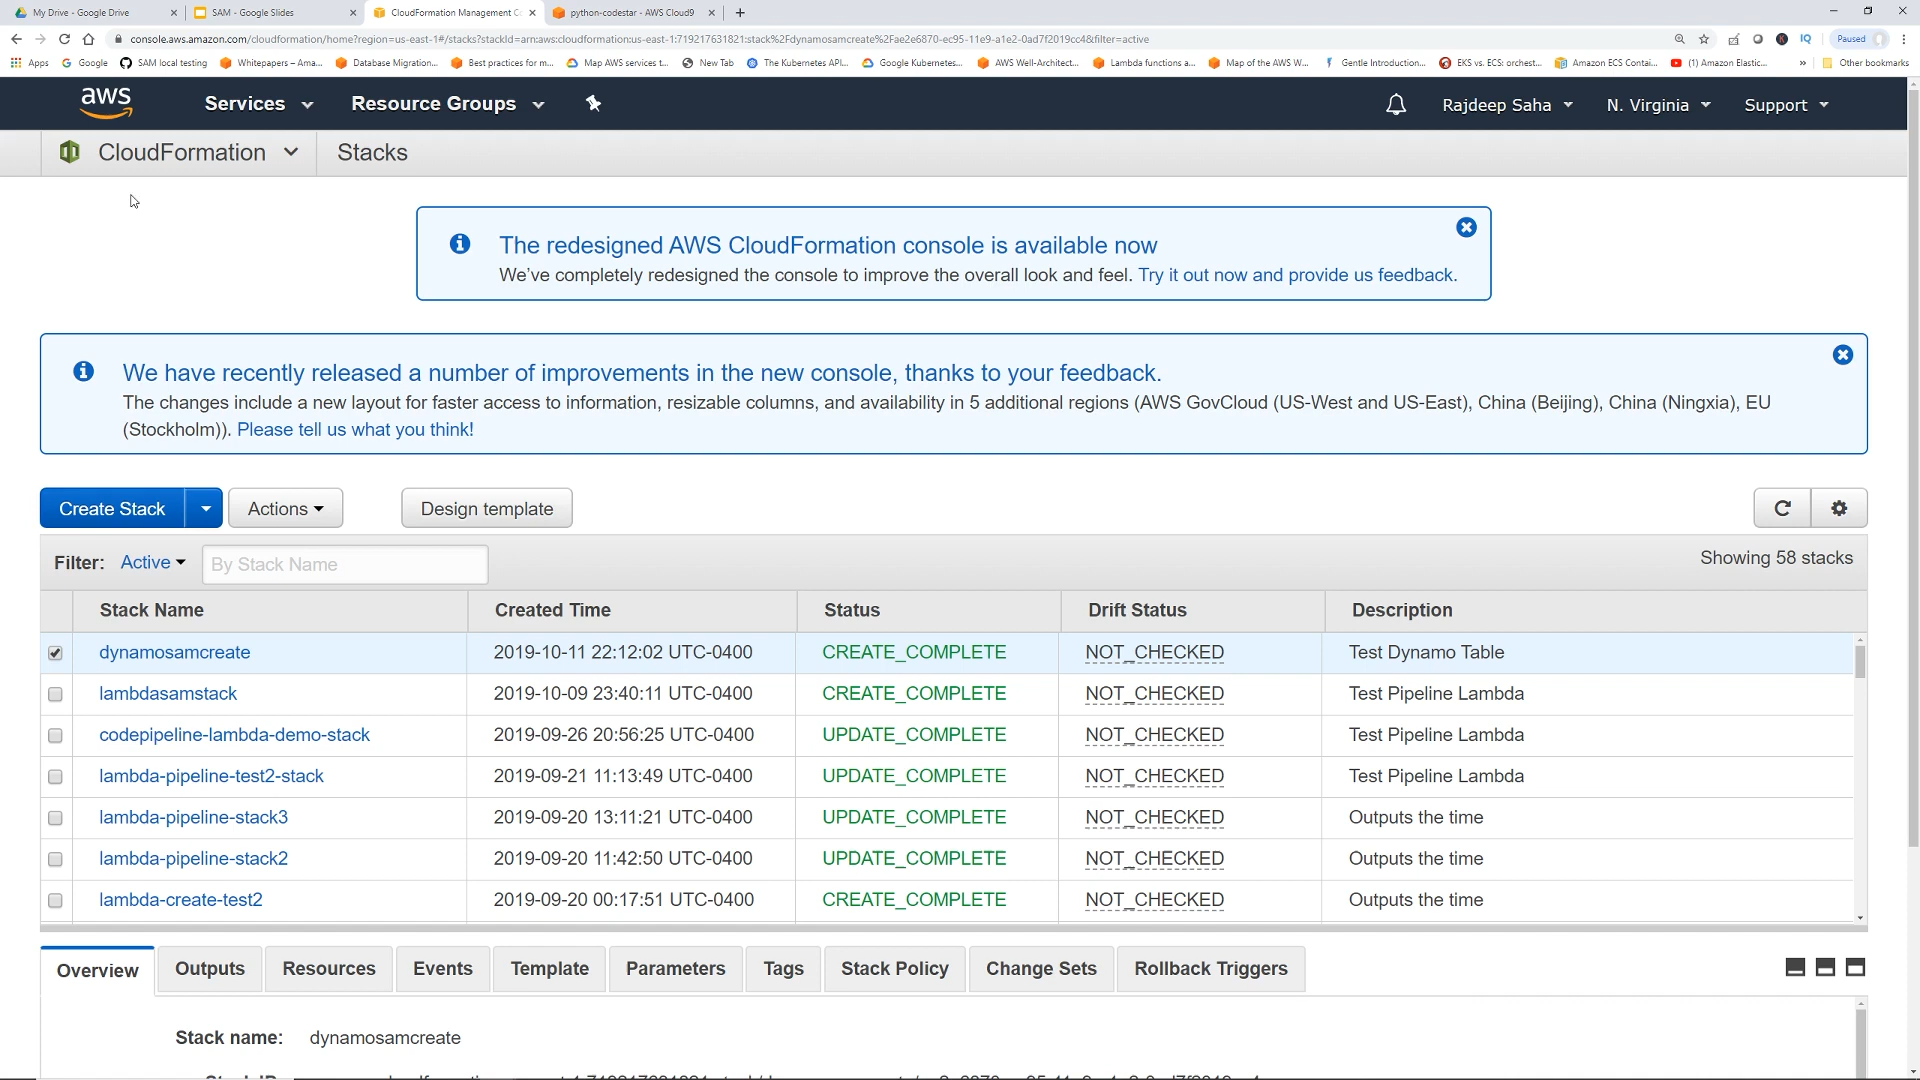 My Drive - Google Drive
SAM - Google Slides
CloudFormation Management C
python-codestar - AWS Cloud9
console.aws.amazon.com/cloudformation/home?region=us-east-1#/stacks?stackId=arn:aws:cloudformation:us-east-1:719217631821:stack%2Fdynamosamcreate%2Fae2e6870-ec95-11e9-a1e2-0ad7f2019cc4&filter=active
IQ
Paused
Apps
Google
SAM local testing
Whitepapers – Ama...
Database Migration...
Best practices for m...
Map AWS services t...
New Tab
The Kubernetes API...
Google Kubernetes...
AWS Well-Architect...
Lambda functions a...
Map of the AWS W...
Gentle Introduction...
EKS vs. ECS: orchest...
Amazon ECS Contai...
(1) Amazon Elastic...
»
Other bookmarks
aws
Services
Resource Groups
Rajdeep Saha
N. Virginia
Support
CloudFormation
Stacks
The redesigned AWS CloudFormation console is available now
We've completely redesigned the console to improve the overall look and feel. Try it out now and provide us feedback.
We have recently released a number of improvements in the new console, thanks to your feedback.
The changes include a new layout for faster access to information, resizable columns, and availability in 5 additional regions (AWS GovCloud (US-West and US-East), China (Beijing), China (Ningxia), EU
(Stockholm)). Please tell us what you think!
Create Stack
Actions
Design template
Filter: Active By Stack Name
Showing 58 stacks
Stack Name Created Time Status Drift Status Description
dynamosamcreate 2019-10-11 22:12:02 UTC-0400 CREATE_COMPLETE NOT_CHECKED Test Dynamo Table
lambdasamstack 2019-10-09 23:40:11 UTC-0400 CREATE_COMPLETE NOT_CHECKED Test Pipeline Lambda
codepipeline-lambda-demo-stack 2019-09-26 20:56:25 UTC-0400 UPDATE_COMPLETE NOT_CHECKED Test Pipeline Lambda
lambda-pipeline-test2-stack 2019-09-21 11:13:49 UTC-0400 UPDATE_COMPLETE NOT_CHECKED Test Pipeline Lambda
lambda-pipeline-stack3 2019-09-20 13:11:21 UTC-0400 UPDATE_COMPLETE NOT_CHECKED Outputs the time
lambda-pipeline-stack2 2019-09-20 11:42:50 UTC-0400 UPDATE_COMPLETE NOT_CHECKED Outputs the time
lambda-create-test2 2019-09-20 00:17:51 UTC-0400 CREATE_COMPLETE NOT_CHECKED Outputs the time
Overview Outputs Resources Events Template Parameters Tags Stack Policy Change Sets Rollback Triggers
Stack name: dynamosamcreate